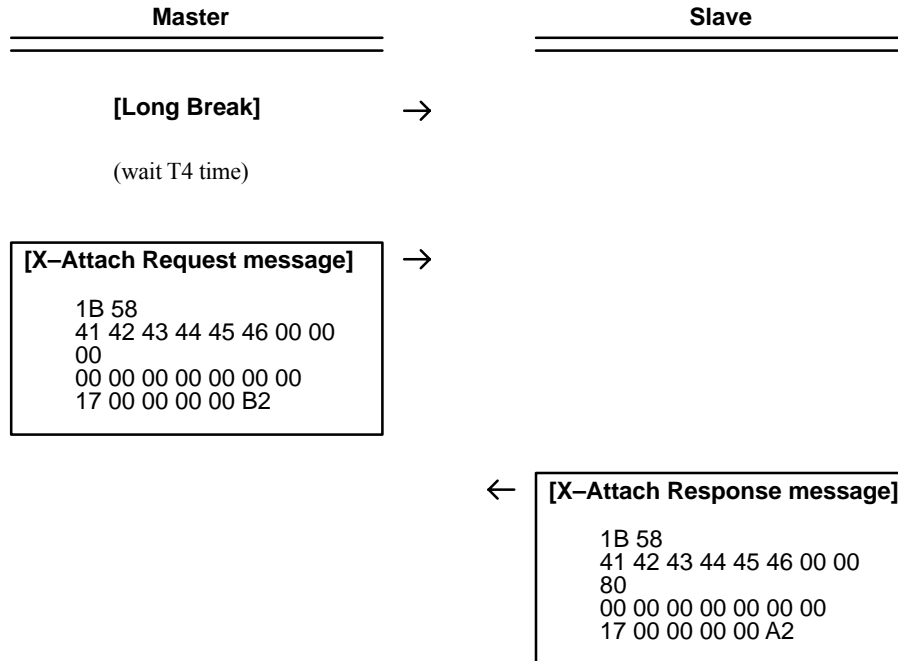 Master Slave
[Long Break] →
(wait T4 time)
[X–Attach Request message] →
1B 58
41 42 43 44 45 46 00 00
00
00 00 00 00 00 00 00
17 00 00 00 00 B2
← [X–Attach Response message]
1B 58
41 42 43 44 45 46 00 00
80
00 00 00 00 00 00 00
17 00 00 00 00 A2